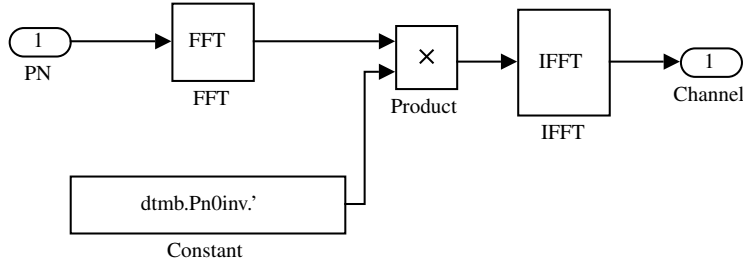 1
PN
FFT
FFT
×
Product
IFFT
IFFT
1
Channel
dtmb.Pn0inv.’
Constant